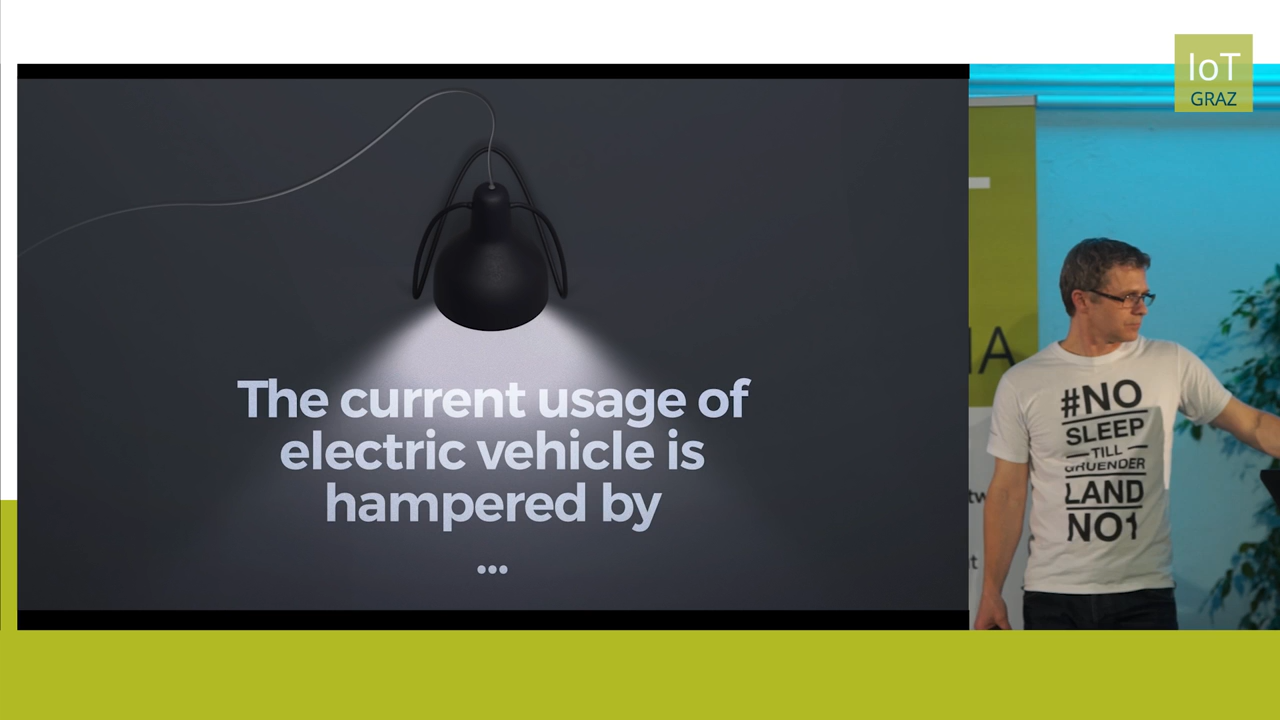 IoT
GRAZ
The current usage of
electric vehicle is
hampered by
...
#NO
SLEEP
TILL
GRUENDER
LAND
NO1